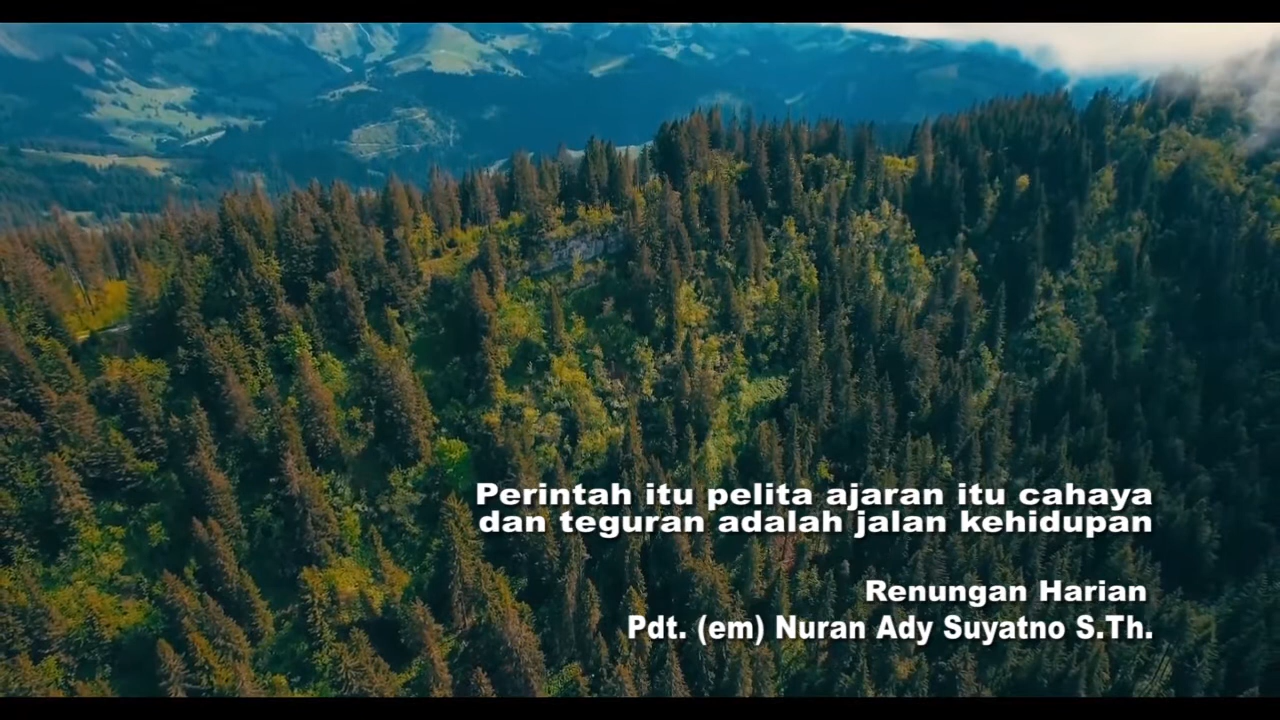 Perintah itu pelita ajaran itu cahaya
dan teguran adalah jalan kehidupan
Renungan Harian
Pdt. (em) Nuran Ady Suyatno S.Th.